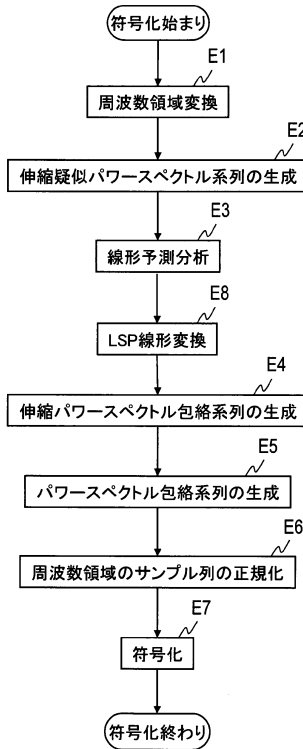 符号化始まり
E1
周波数領域変換
E2
伸縮疑似パワースペクトル系列の生成
E3
線形予測分析
E8
LSP線形変換
E4
伸縮パワースペクトル包絡系列の生成
E5
パワースペクトル包絡系列の生成
E6
周波数領域のサンプル列の正規化
E7
符号化
符号化終わり